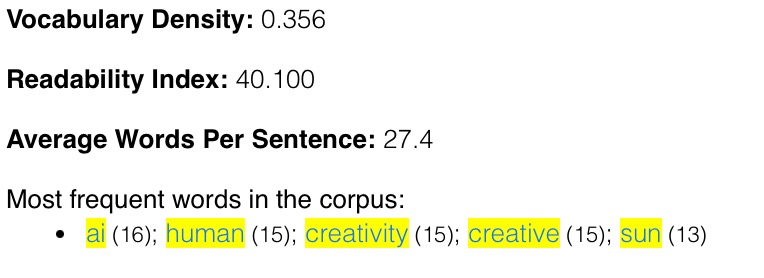 Vocabulary Density: 0.356
Readability Index: 40.100
Average Words Per Sentence: 27.4
Most frequent words in the corpus:
• ai (16); human (15); creativity (15); creative (15); sun (13)